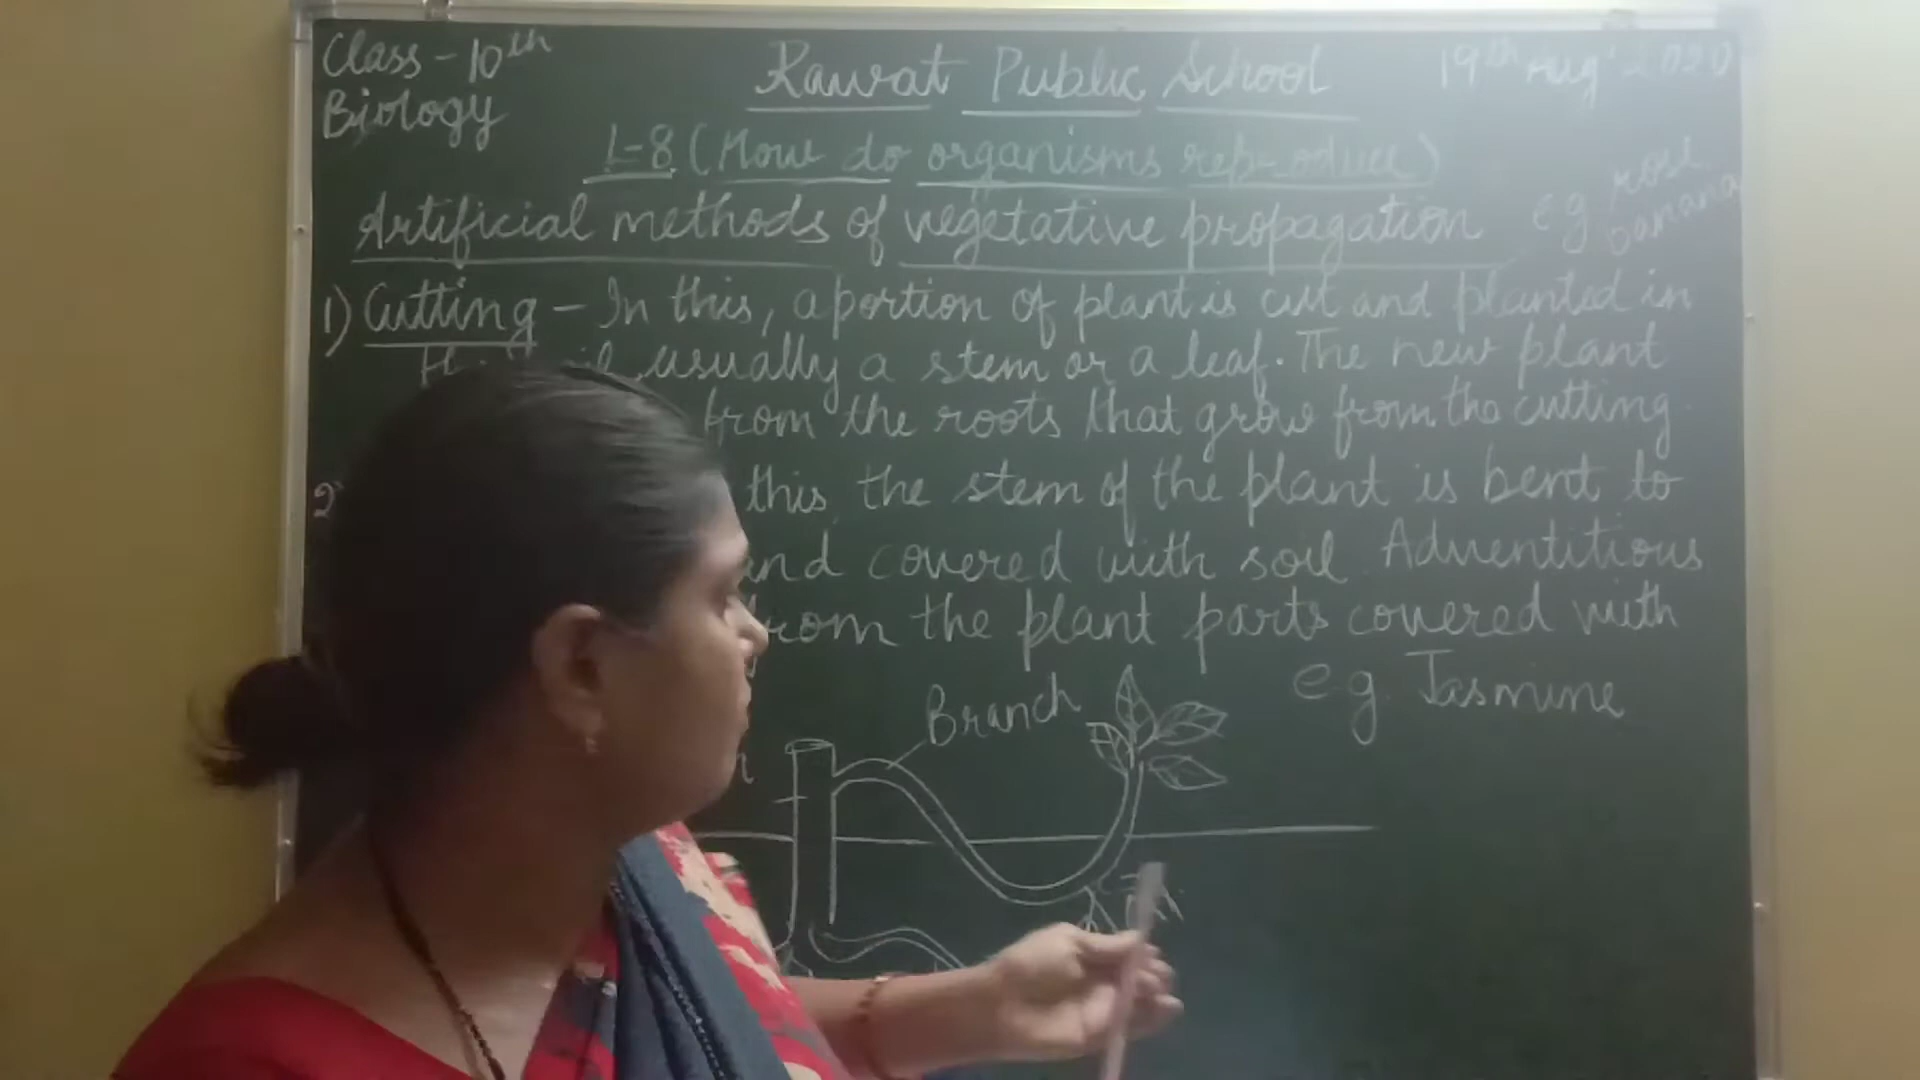 Class - 10th
Biology
Rawat Public School
19th Aug' 2020
L-8 (How do organisms reproduce)
Artificial methods of vegetative propagation eg rose banana
1) Cutting - In this, a portion of plant is cut and planted in
usually a stem or a leaf. The new plant
from the roots that grow from the cutting
2) this the stem of the plant is bent to
and covered with soil Adventitious
from the plant parts covered with
e.g. Jasmine
Branch